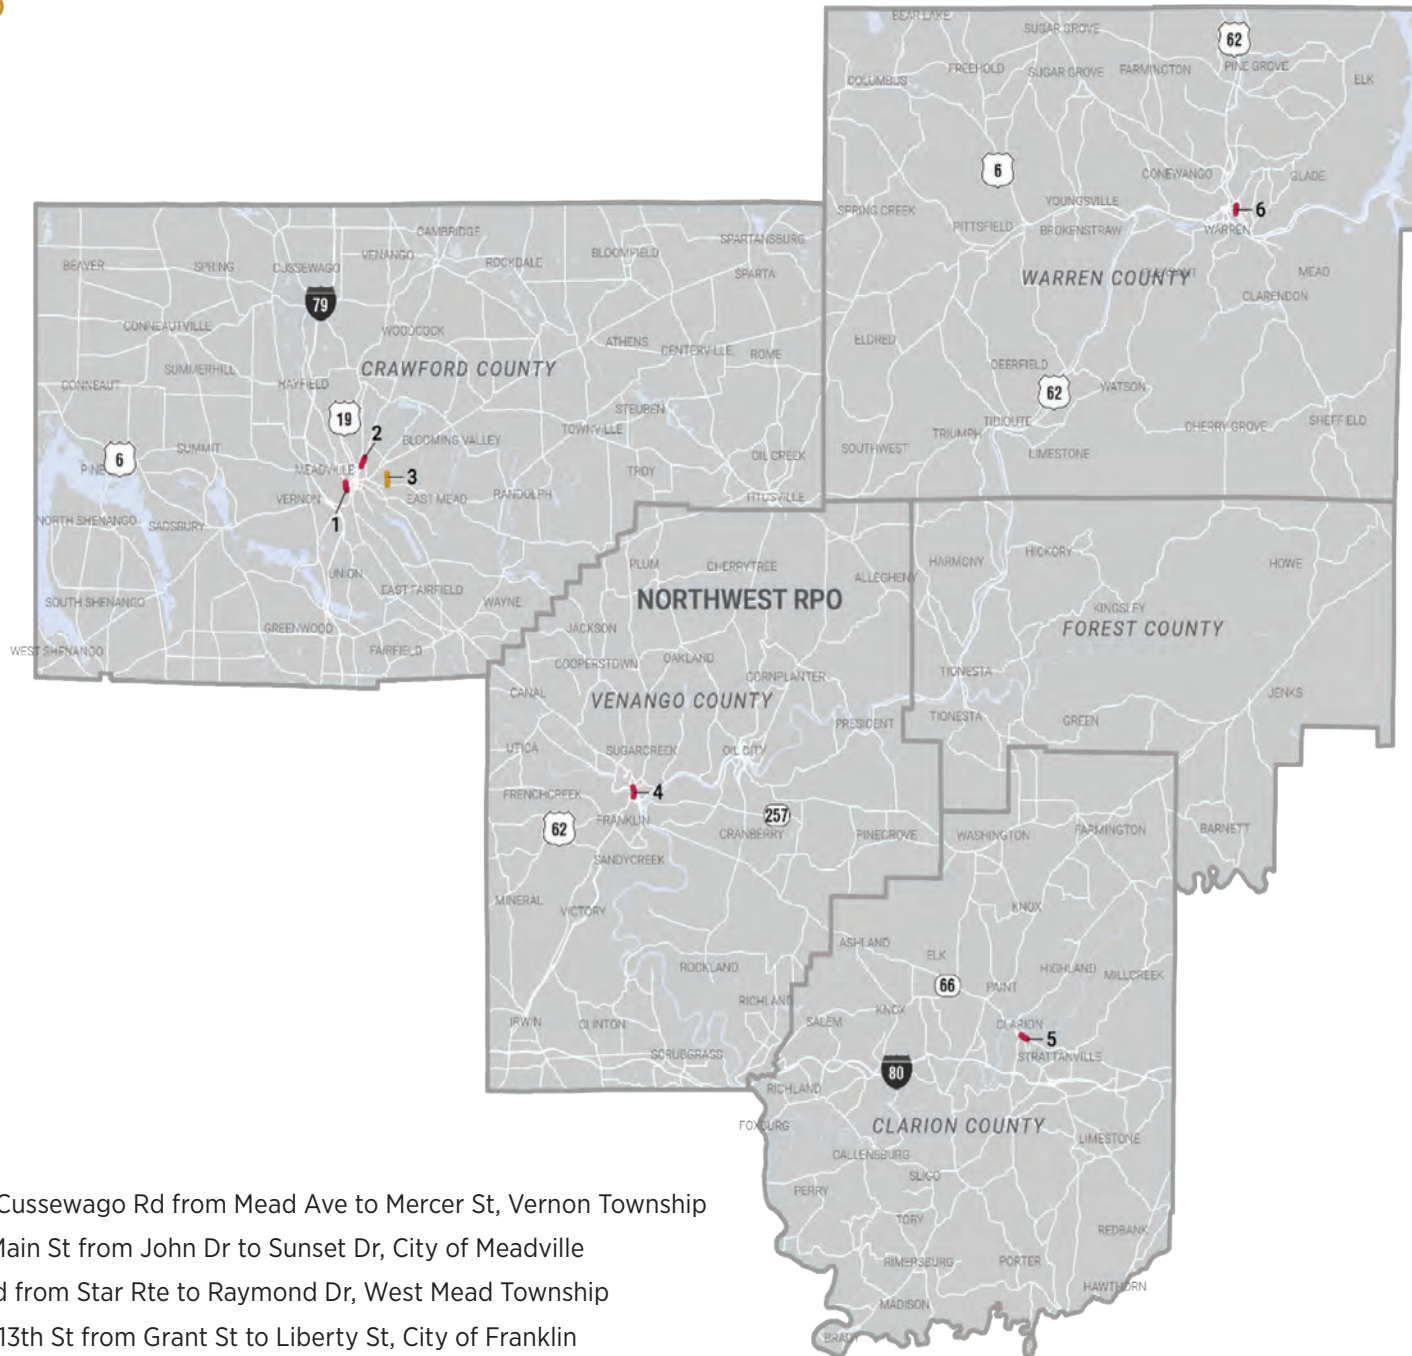 BEAR LAKE
SUGAR GROVE
62
COLUMBUS
FREEHOLD
SUGAR GROVE
FARMINGTON
PINE GROVE
ELK
6
CONEWANGO
GLADE
SPRING CREEK
YOUNGSVILLE
6
PITTSFIELD
BROKENSTRAW
WARREN
WARREN COUNTY
MEAD
CLARENDON
ELDRED
DEERFIELD
62
WATSON
TIDIOUTE
TRIUMPH
CHERRY GROVE
SHEFFIELD
SOUTHWEST
LIMESTONE
CAMBRIDGE
SPARTANSBURG
VENANGO
BLOOMFIELD
BEAVER
SPRING
CUSSEWAGO
ROCKDALE
SPARTA
79
CONNEAUTVILLE
WOODCOCK
ATHENS
CENTERVILLE
ROME
SUMMERHILL
CRAWFORD COUNTY
CONNEAUT
HAYFIELD
19
STEUBEN
2
TOWNVILLE
BLOOMING VALLEY
SUMMIT
6
PINE
MEADVILLE
OIL CREEK
TROY
3
VERNON
EAST MEAD
RANDOLPH
TITUSVILLE
1
NORTH SHENANGO
SADSBURY
UNION
EAST FAIRFIELD
WAYNE
SOUTH SHENANGO
GREENWOOD
FAIRFIELD
WEST SHENANGO
PLUM
CHERRYTREE
ALLEGHENY
NORTHWEST RPO
JACKSON
COOPERSTOWN
OAKLAND
CORNPLANTER
CANAL
VENANGO COUNTY
PRESIDENT
UTICA
SUGARCREEK
OIL CITY
FRENCHCREEK
4
62
FRANKLIN
257
CRANBERRY
PINEGROVE
SANDYCREEK
MINERAL
VICTORY
ROCKLAND
RICHLAND
IRWIN
CLINTON
SCRUBGRASS
HARMONY
HICKORY
HOWE
KINGSLEY
FOREST COUNTY
TIONESTA
JENKS
TIONESTA
GREEN
BARNETT
WASHINGTON
FARMINGTON
KNOX
ASHLAND
ELK
HIGHLAND
MILLCREEK
66
PAINT
KNOX
SALEM
CLARION
5
STRATTANVILLE
80
RICHLAND
FOXBURG
CLARION COUNTY
LIMESTONE
CALLENSBURG
SLIGO
PERRY
TOBY
REDBANK
RIMERSBURG
PORTER
HAWTHORN
MADISON
BRADY
Cussewago Rd from Mead Ave to Mercer St, Vernon Township
Main St from John Dr to Sunset Dr, City of Meadville
from Star Rte to Raymond Dr, West Mead Township
13th St from Grant St to Liberty St, City of Franklin